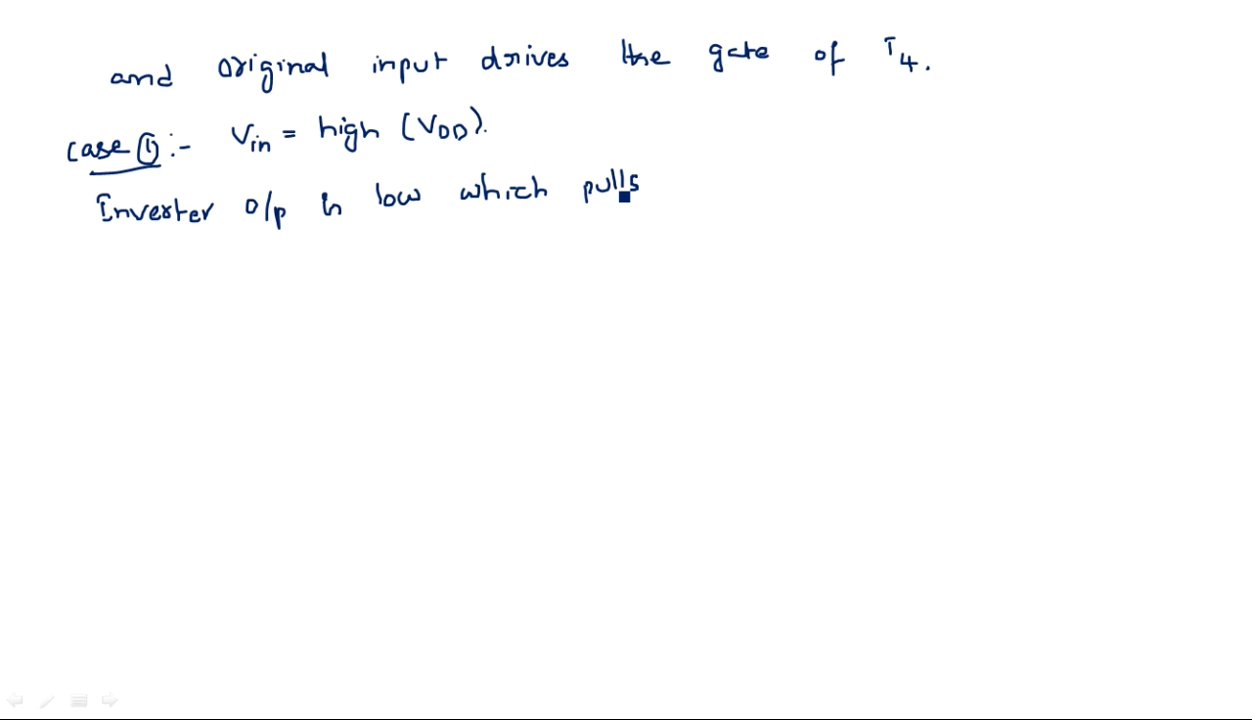 and original input drives the gate of T4.
case ① :- Vin = high (VDD).
Inverter o/p is low which pulls